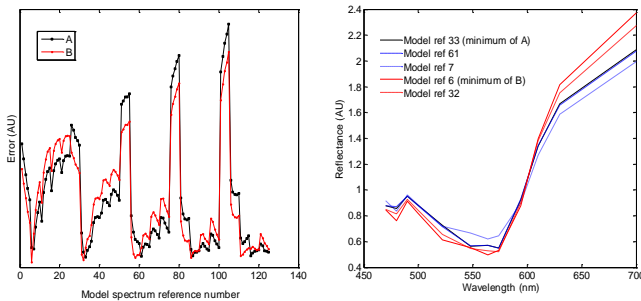 A
B
Error (AU)
0
20
40
60
80
100
120
140
Model spectrum reference number
Model ref 33 (minimum of A)
Model ref 61
Model ref 7
Model ref 6 (minimum of B)
Model ref 32
Reflectance (AU)
2.4
2.2
2
1.8
1.6
1.4
1.2
1
0.8
0.6
0.4
450
500
550
600
650
700
Wavelength (nm)